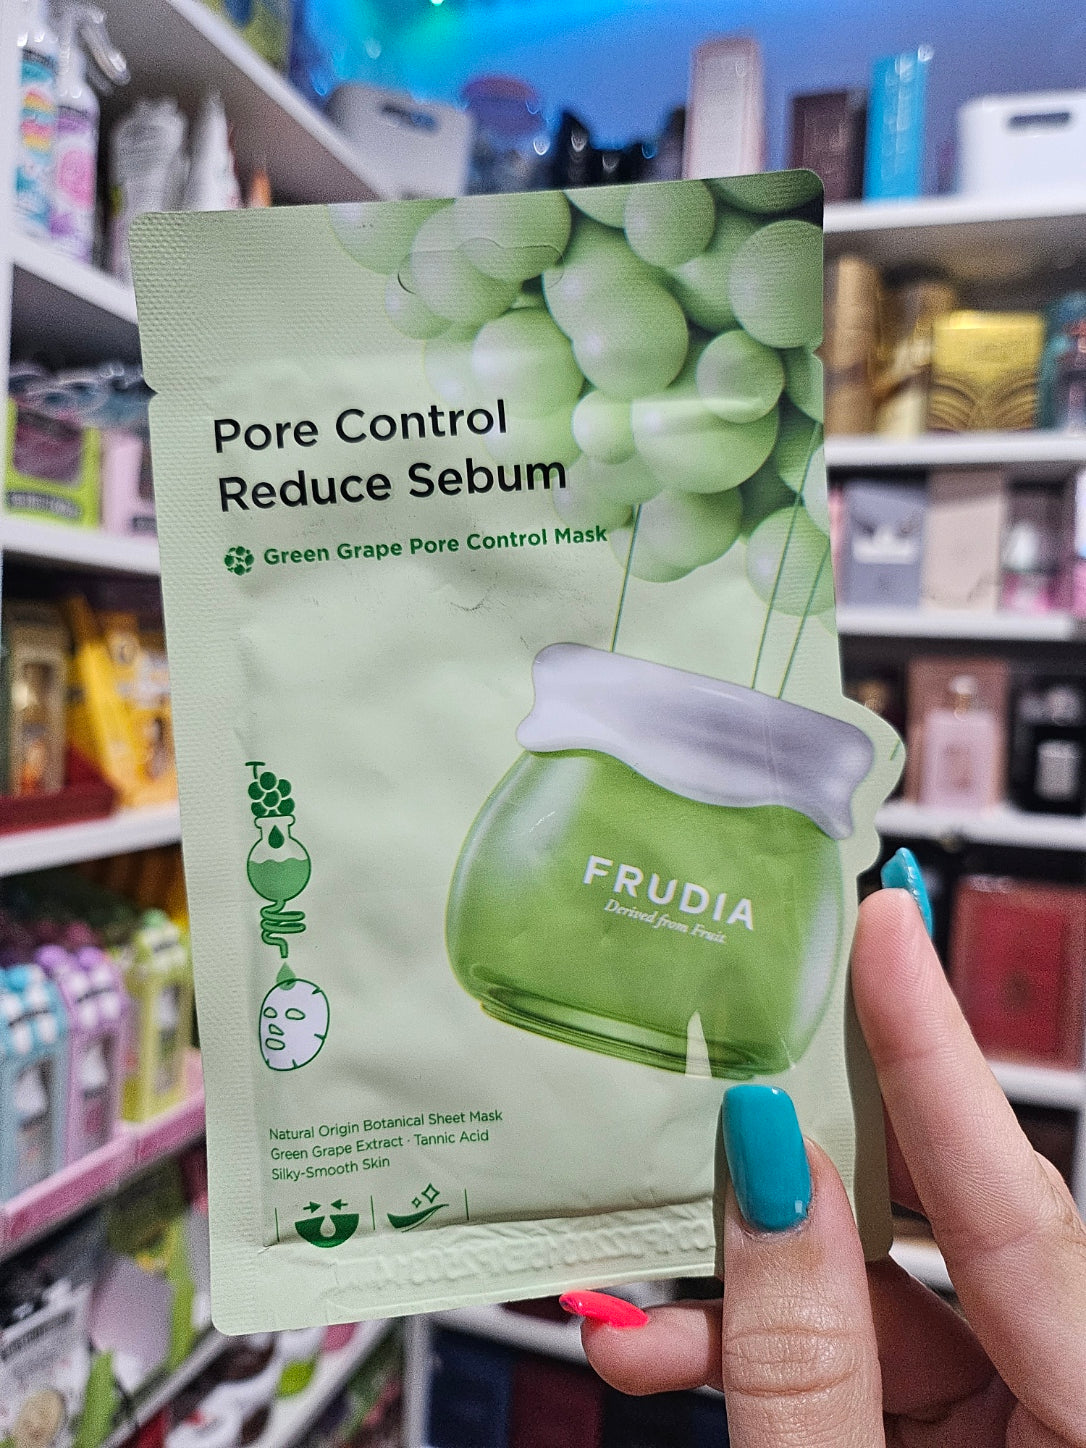 Pore Control
Reduce Sebum
Green Grape Pore Control Mask
FRUDIA
Derived from Fruit
Natural Origin Botanical Sheet Mask
Green Grape Extract · Tannic Acid
Silky-Smooth Skin